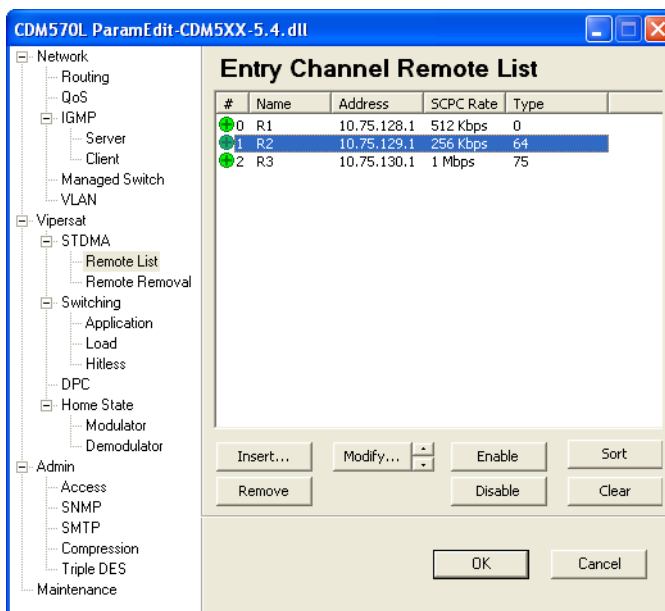 CDM570L ParamEdit-CDM5XX-5.4.dll
Network
Routing
QoS
IGMP
Server
Client
Managed Switch
VLAN
Vipersat
STDMA
Remote List
Remote Removal
Switching
Application
Load
Hitless
DPC
Home State
Modulator
Demodulator
Admin
Access
SNMP
SMTP
Compression
Triple DES
Maintenance
Entry Channel Remote List
# Name Address SCPC Rate Type
0 R1 10.75.128.1 512 Kbps 0
1 R2 10.75.129.1 256 Kbps 64
2 R3 10.75.130.1 1 Mbps 75
Insert... Modify... Enable Sort
Remove Disable Clear
OK Cancel